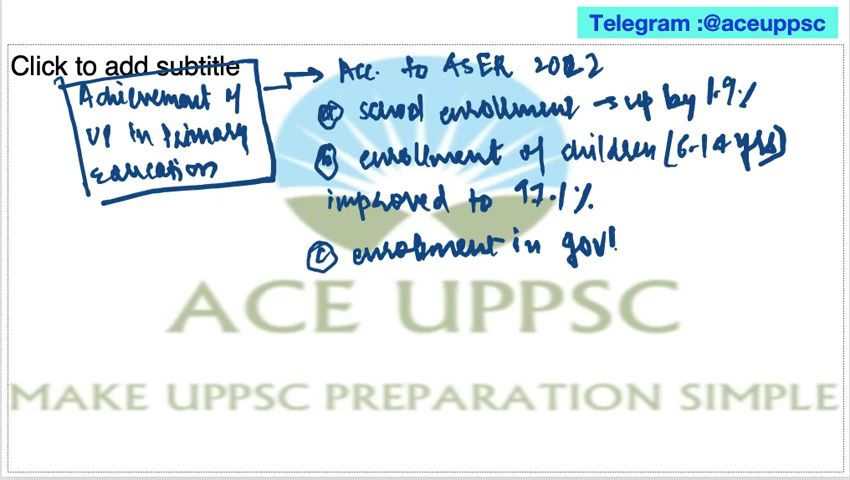 Telegram :@aceuppsc
Click to add subtitle
Achievement of
UP in Primary
education
Acc. to ASER 2022
(a) school enrollment → up by 1.9%
(b) enrollment of children [6-14 yrs]
improved to 97.1%
(c) enrolment in gov!
ACE UPPSC
MAKE UPPSC PREPARATION SIMPLE